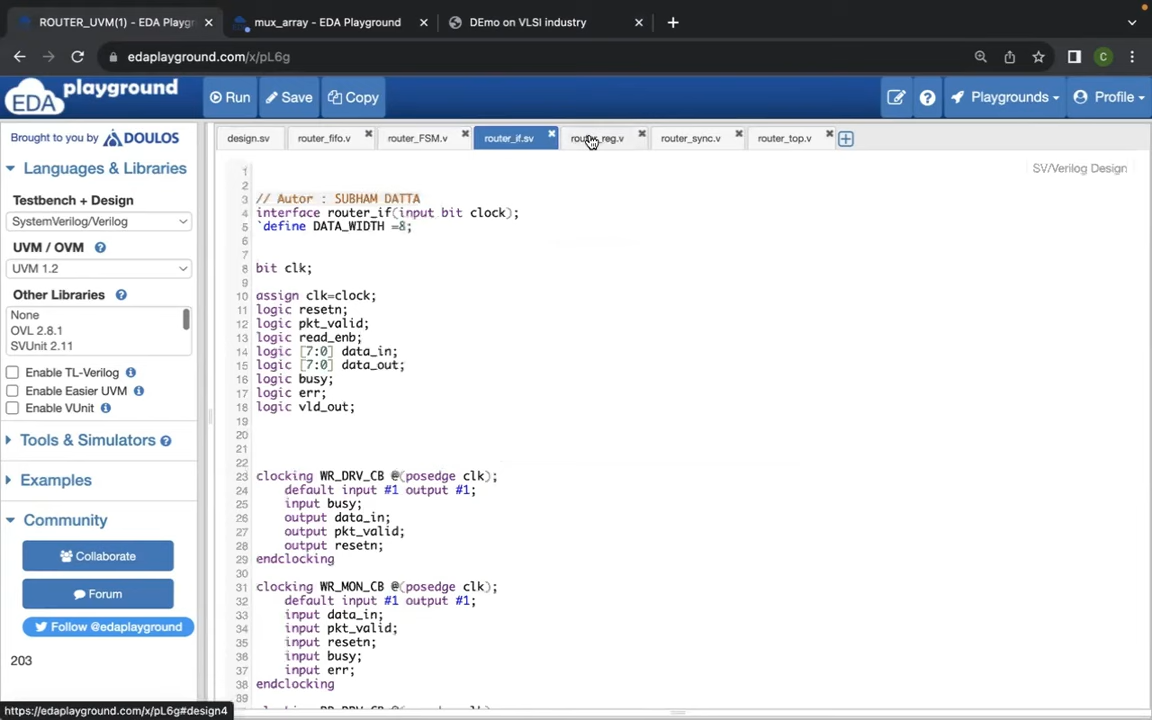 ROUTER_UVM(1) - EDA Playgr
mux_array - EDA Playground
DEmo on VLSI industry
edaplayground.com/x/pL6g
C
EDA playground
Run
Save
Copy
Playgrounds
Profile
Brought to you by DOULOS
Languages & Libraries
Testbench + Design
SystemVerilog/Verilog
UVM / OVM
UVM 1.2
Other Libraries
None
OVL 2.8.1
SVUnit 2.11
Enable TL-Verilog
Enable Easier UVM
Enable VUnit
Tools & Simulators
Examples
Community
Collaborate
Forum
Follow @edaplayground
203
https://edaplayground.com/x/pL6g#design4
design.sv
router_fifo.v
router_FSM.v
router_if.sv
router_reg.v
router_sync.v
router_top.v
SV/Verilog Design
1
2
3 // Autor : SUBHAM DATTA
4 interface router_if(input bit clock);
5 `define DATA_WIDTH =8;
6
7
8 bit clk;
9
10 assign clk=clock;
11 logic resetn;
12 logic pkt_valid;
13 logic read_enb;
14 logic [7:0] data_in;
15 logic [7:0] data_out;
16 logic busy;
17 logic err;
18 logic vld_out;
19
20
21
22
23 clocking WR_DRV_CB @(posedge clk);
24 default input #1 output #1;
25 input busy;
26 output data_in;
27 output pkt_valid;
28 output resetn;
29 endclocking
30
31 clocking WR_MON_CB @(posedge clk);
32 default input #1 output #1;
33 input data_in;
34 input pkt_valid;
35 input resetn;
36 input busy;
37 input err;
38 endclocking
39